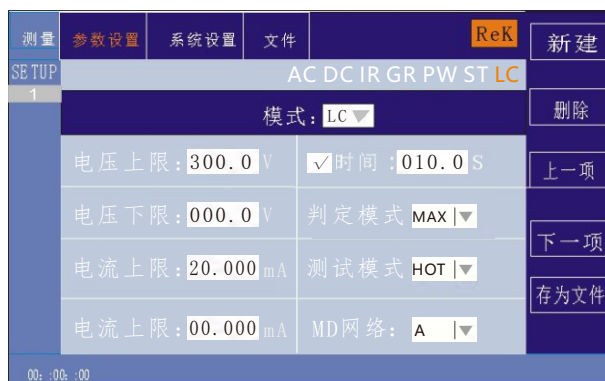 测量 参数设置 系统设置 文件 ReK 新建
SETUP AC DC IR GR PW ST LC
1
模式: LC 删除
电压上限: 300.0 V √ 时间: 010.0 S 上一项
电压下限: 000.0 V 判定模式 MAX 下一项
电流上限: 20.000 mA 测试模式 HOT 存为文件
电流上限: 00.000 mA MD网络: A
00: :00: :00